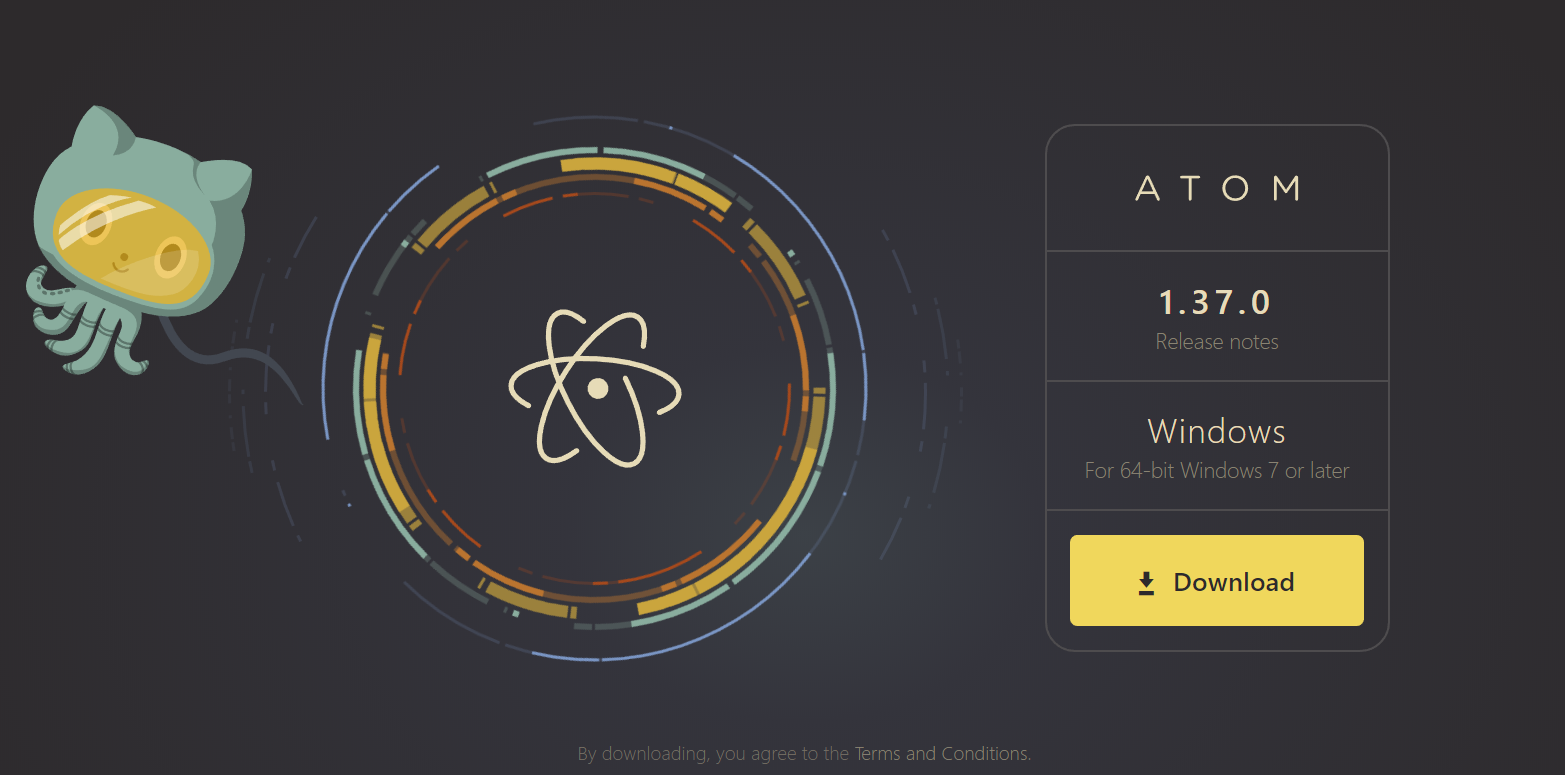 ATOM
1.37.0
Release notes
Windows
For 64-bit Windows 7 or later
Download
By downloading, you agree to the Terms and Conditions.